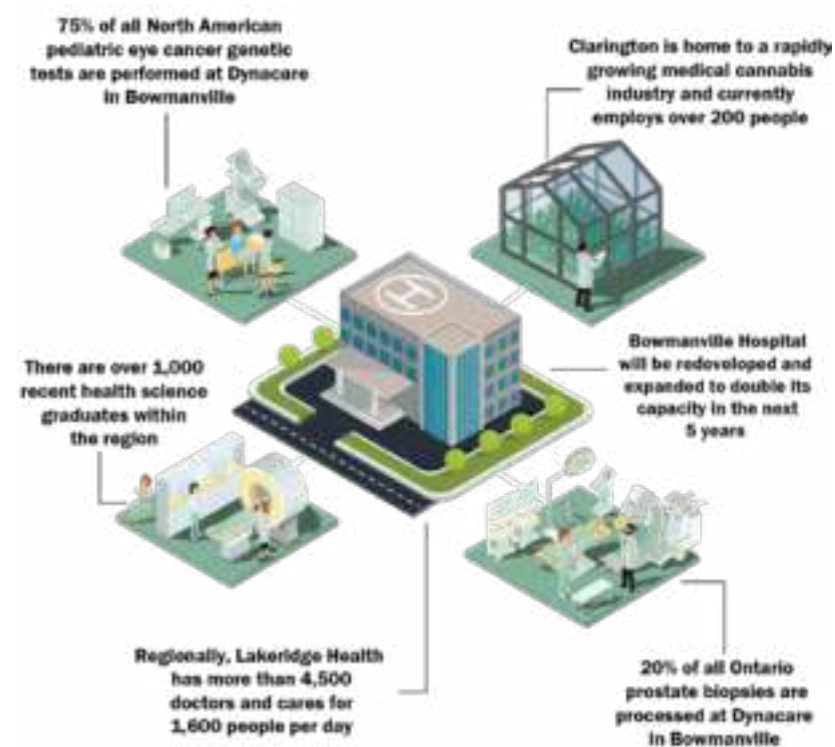 75% of all North American
pediatric eye cancer genetic
tests are performed at Dynacare
in Bowmanville
Clarington is home to a rapidly
growing medical cannabis
industry and currently
employs over 200 people
H
There are over 1,000
recent health science
graduates within
the region
Bowmanville Hospital
will be redeveloped and
expanded to double its
capacity in the next
5 years
Regionally, Lakeridge Health
has more than 4,500
doctors and cares for
1,600 people per day
20% of all Ontario
prostate biopsies are
processed at Dynacare
in Bowmanville